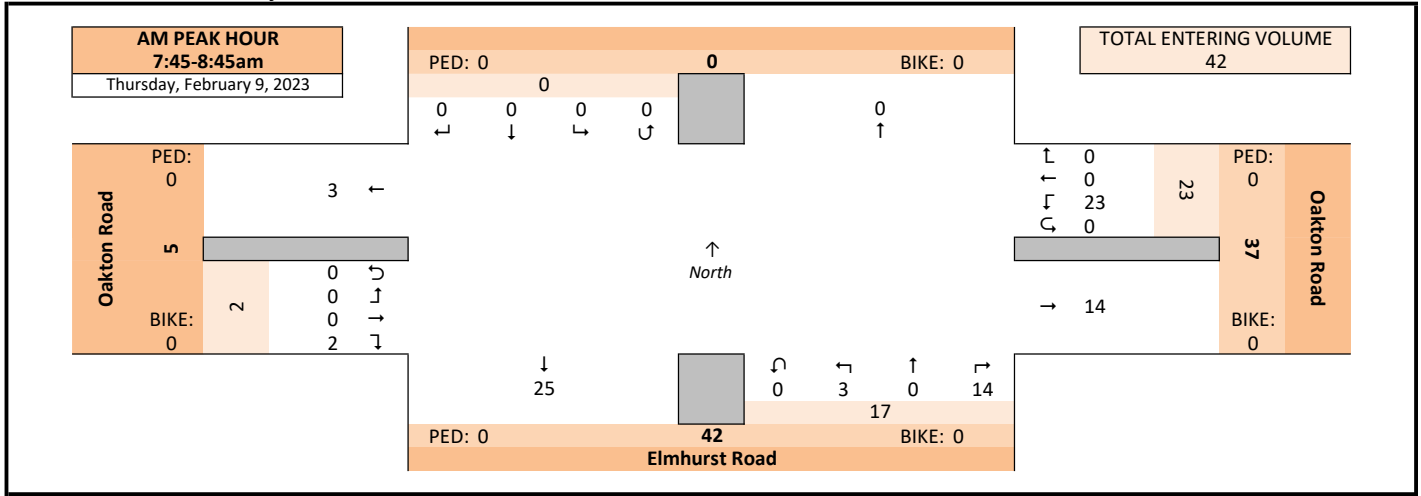 AM PEAK HOUR
7:45-8:45am
Thursday, February 9, 2023
TOTAL ENTERING VOLUME
42
PED: 0 0 BIKE: 0
0
0 0 0 0
↵ ↓ ↳ ↺
0
↑
Oakton Road
PED:
0
5
BIKE:
0
3 ←
2
0 ⮌
0 ↰
0 →
2 ↴
↑
North
↱ 0
← 0
↲ 23
⮎ 0
23
→ 14
PED:
0
37
BIKE:
0
Oakton Road
↓
25
↶ ↰ ↑ ↱
0 3 0 14
17
PED: 0 42 BIKE: 0
Elmhurst Road